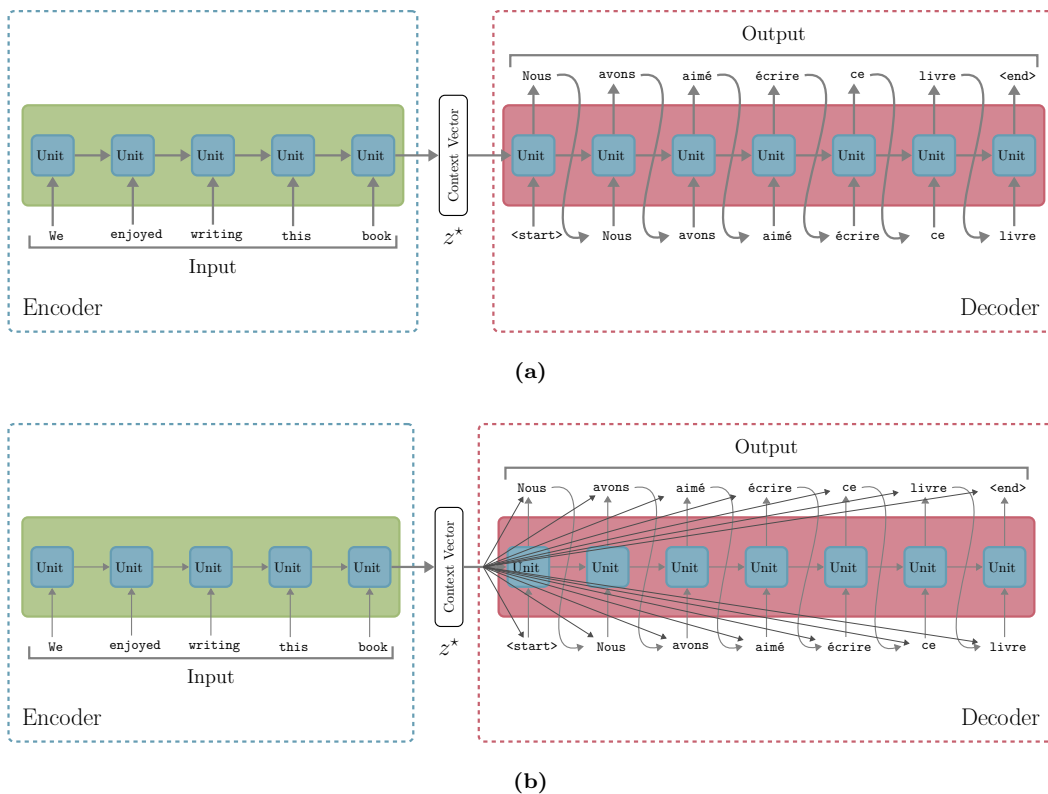 Output
Nous avons aimé écrire ce livre <end>
Unit Unit Unit Unit Unit
Context Vector
Unit Unit Unit Unit Unit Unit Unit
We enjoyed writing this book
z*
<start> Nous avons aimé écrire ce livre
Input
Encoder
Decoder
(a)
Output
Nous avons aimé écrire ce livre <end>
Unit Unit Unit Unit Unit
Context Vector
Unit Unit Unit Unit Unit Unit Unit
We enjoyed writing this book
z*
<start> Nous avons aimé écrire ce livre
Input
Encoder
Decoder
(b)